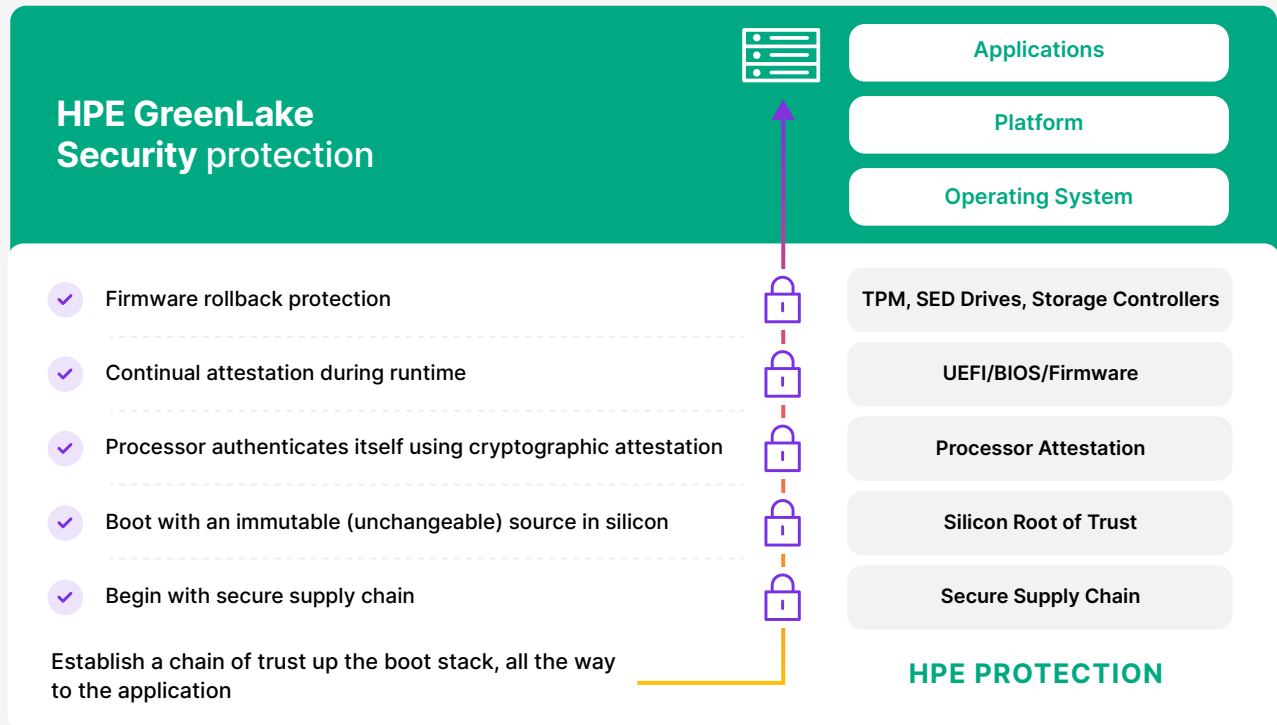 HPE GreenLake
Security protection
Applications
Platform
Operating System
Firmware rollback protection
TPM, SED Drives, Storage Controllers
Continual attestation during runtime
UEFI/BIOS/Firmware
Processor authenticates itself using cryptographic attestation
Processor Attestation
Boot with an immutable (unchangeable) source in silicon
Silicon Root of Trust
Begin with secure supply chain
Secure Supply Chain
Establish a chain of trust up the boot stack, all the way
to the application
HPE PROTECTION